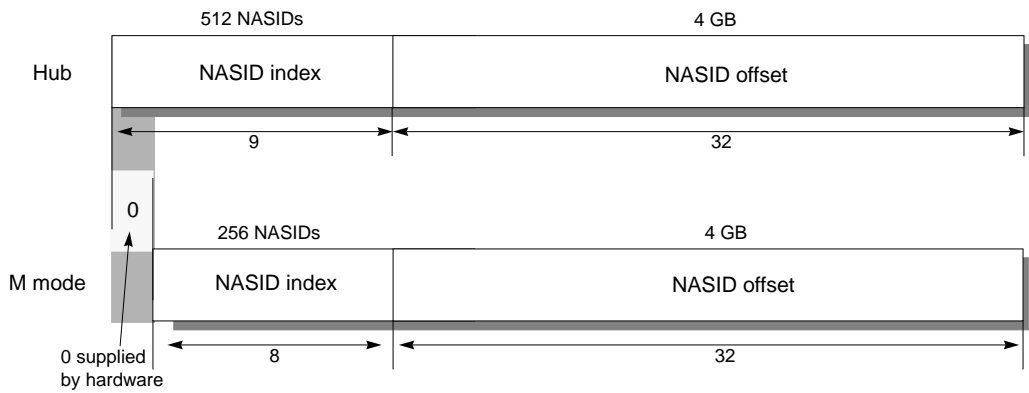 512 NASIDs
4 GB
Hub
NASID index
NASID offset
9
32
0
256 NASIDs
4 GB
M mode
NASID index
NASID offset
8
32
0 supplied
by hardware